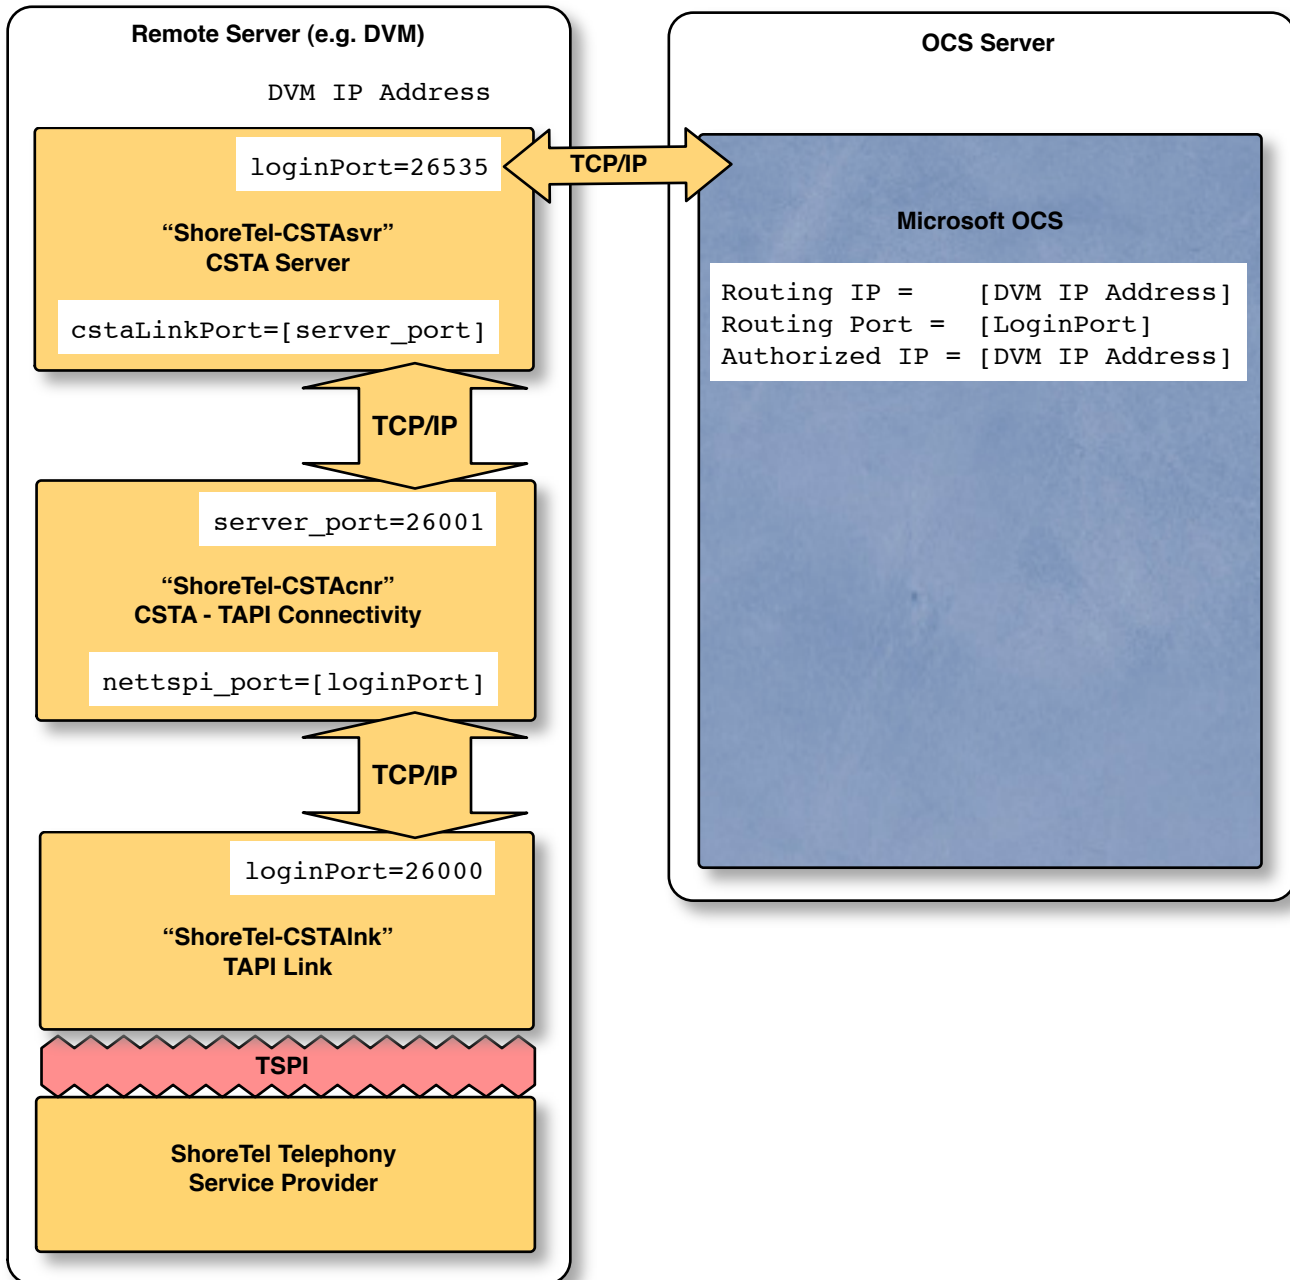 Remote Server (e.g. DVM)
DVM IP Address
loginPort=26535
“ShoreTel-CSTAsvr”
CSTA Server
cstaLinkPort=[server_port]
TCP/IP
server_port=26001
“ShoreTel-CSTAcnr”
CSTA - TAPI Connectivity
nettspi_port=[loginPort]
TCP/IP
loginPort=26000
“ShoreTel-CSTAlnk”
TAPI Link
TSPI
ShoreTel Telephony
Service Provider
TCP/IP
OCS Server
Microsoft OCS
Routing IP = [DVM IP Address]
Routing Port = [LoginPort]
Authorized IP = [DVM IP Address]